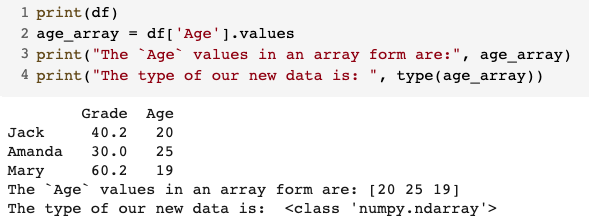 1 print(df)
2 age_array = df['Age'].values
3 print("The `Age` values in an array form are:", age_array)
4 print("The type of our new data is: ", type(age_array))
Grade Age
Jack 40.2 20
Amanda 30.0 25
Mary 60.2 19
The `Age` values in an array form are: [20 25 19]
The type of our new data is:  <class 'numpy.ndarray'>